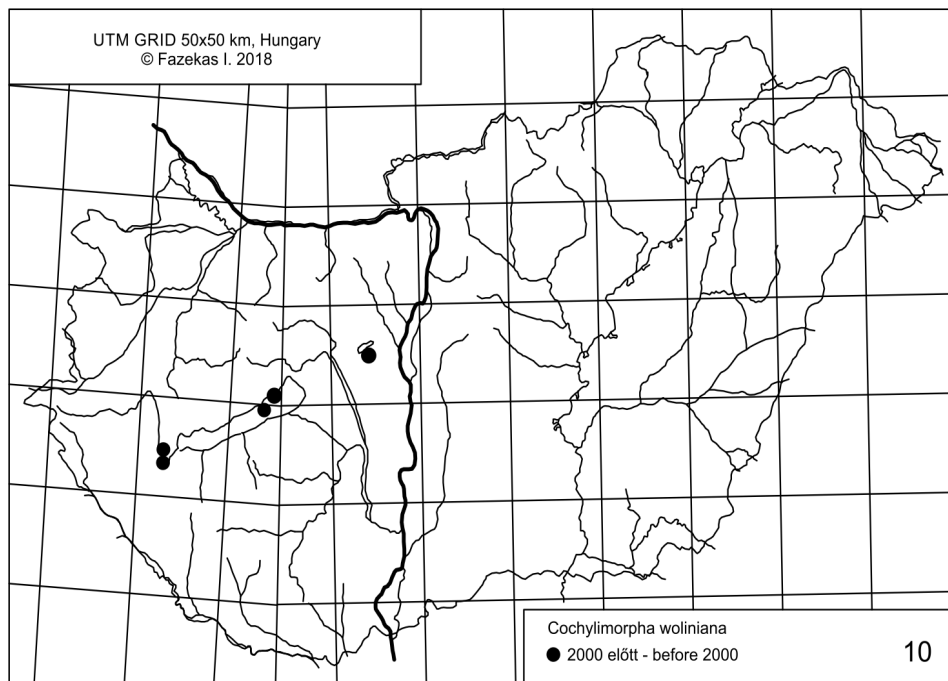 UTM GRID 50x50 km, Hungary
© Fazekas I. 2018
Cochylimorpha woliniana
● 2000 előtt - before 2000
10